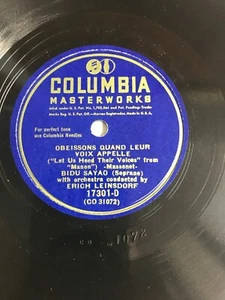 COLUMBIA
MASTERWORKS
For perfect tone
use Columbia Needles
OBEISSONS QUAND LEUR
VOIX APPELLE
("Let Us Heed Their Voices" from
"Manon") -Massenet-
BIDU SAYAO (Soprano)
with orchestra conducted by
ERICH LEINSDORF
17301-D
(CO 31072)